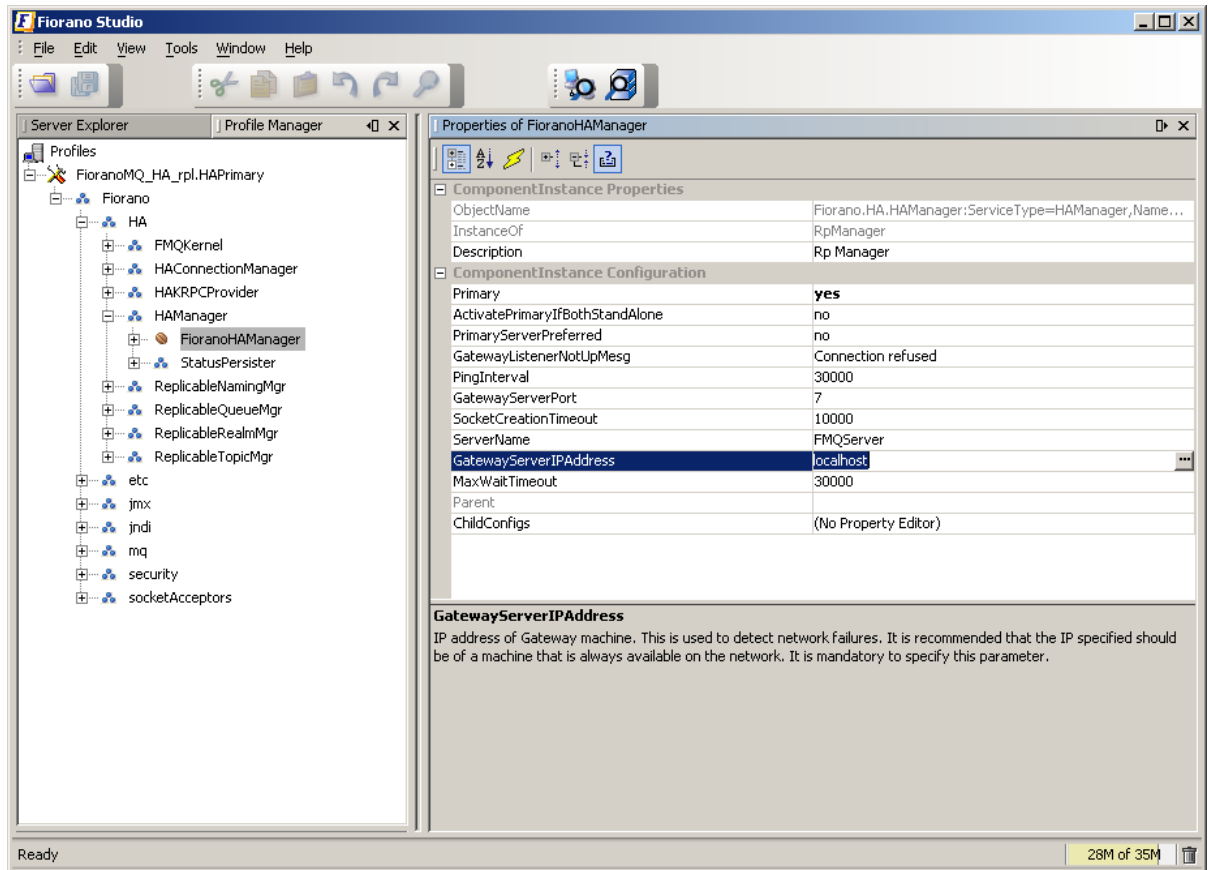 Fiorano Studio
File Edit View Tools Window Help
Server Explorer Profile Manager
Profiles
FioranoMQ_HA_rpl.HAPrimary
Fiorano
HA
FMQKernel
HAConnectionManager
HAKRPCProvider
HAManager
FioranoHAManager
StatusPersister
ReplicableNamingMgr
ReplicableQueueMgr
ReplicableRealmMgr
ReplicableTopicMgr
etc
jmx
jndi
mq
security
socketAcceptors
Properties of FioranoHAManager
ComponentInstance Properties
ObjectName Fiorano.HA.HAManager:ServiceType=HAManager,Name...
InstanceOf RpManager
Description Rp Manager
ComponentInstance Configuration
Primary yes
ActivatePrimaryIfBothStandAlone no
PrimaryServerPreferred no
GatewayListenerNotUpMesg Connection refused
PingInterval 30000
GatewayServerPort 7
SocketCreationTimeout 10000
ServerName FMQServer
GatewayServerIPAddress localhost ...
MaxWaitTimeout 30000
Parent
ChildConfigs (No Property Editor)
GatewayServerIPAddress
IP address of Gateway machine. This is used to detect network failures. It is recommended that the IP specified should
be of a machine that is always available on the network. It is mandatory to specify this parameter.
Ready 28M of 35M